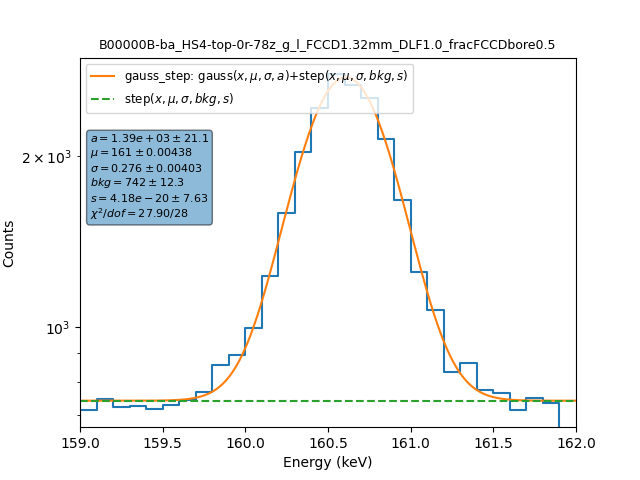 B00000B-ba_HS4-top-0r-78z_g_l_FCCD1.32mm_DLF1.0_fracFCCDbore0.5
gauss_step: gauss(x, μ, σ, a)+step(x, μ, σ, bkg, s)
step(x, μ, σ, bkg, s)
a = 1.39e + 03 ± 21.1
μ = 161 ± 0.00438
σ = 0.276 ± 0.00403
bkg = 742 ± 12.3
s = 4.18e − 20 ± 7.63
χ²/dof = 27.90/28
2 × 10³
10³
Counts
159.0 159.5 160.0 160.5 161.0 161.5 162.0
Energy (keV)